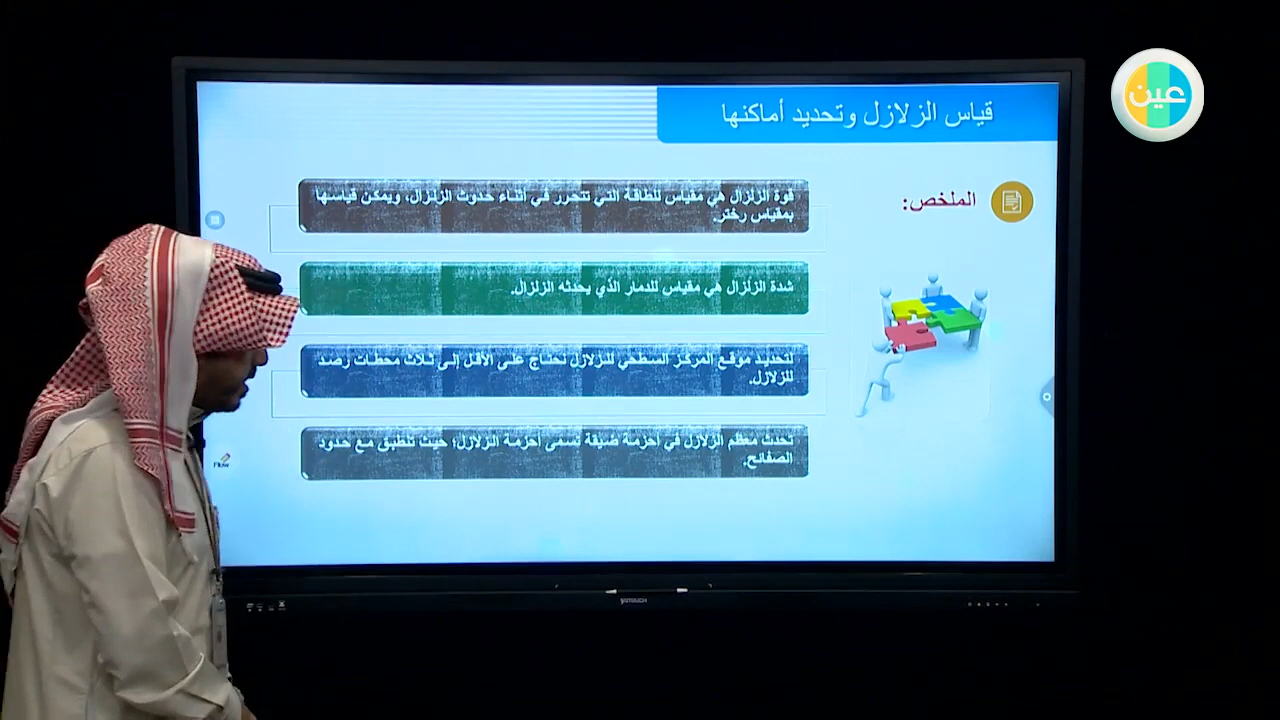 عين
قياس الزلازل وتحديد أماكنها
الملخص:
قوة الزلزال هي مقياس للطاقة التي تتحرر في أثناء حدوث الزلزال، ويمكن قياسها
بمقياس رختر.
شدة الزلزال هي مقياس للدمار الذي يحدثه الزلزال.
لتحديد موقع المركز السطحي للزلازل نحتاج على الأقل إلى ثلاث محطات رصد
للزلازل.
تحدث معظم الزلازل في أحزمة ضيقة تسمى أحزمة الزلازل؛ حيث تنطبق مع حدود
الصفائح.
Flow